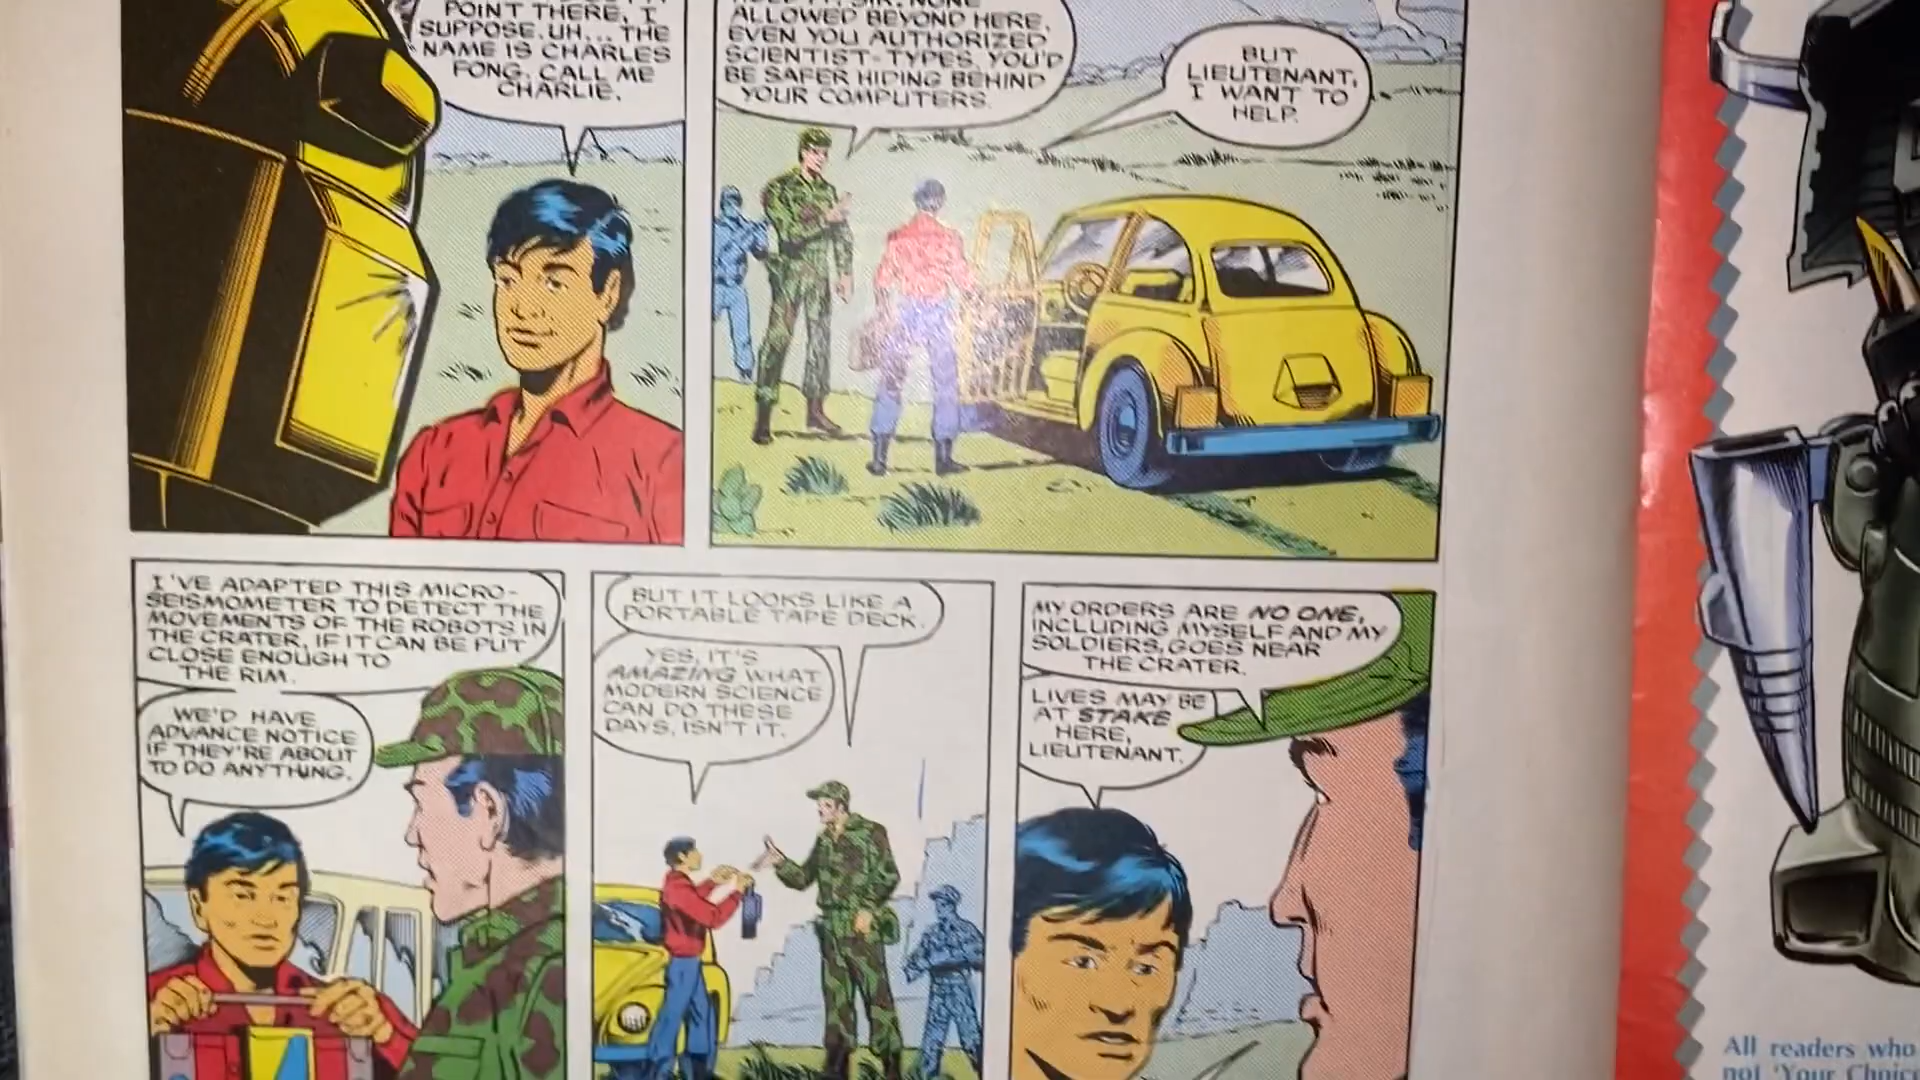 POINT THERE, I
SUPPOSE. UH... THE
NAME IS CHARLES
FONG. CALL ME
CHARLIE.
ALLOWED BEYOND HERE,
EVEN YOU AUTHORIZED
SCIENTIST-TYPES. YOU'D
BE SAFER HIDING BEHIND
YOUR COMPUTERS.
BUT
LIEUTENANT,
I WANT TO
HELP.
I'VE ADAPTED THIS MICRO-
SEISMOMETER TO DETECT THE
MOVEMENTS OF THE ROBOTS IN
THE CRATER, IF IT CAN BE PUT
CLOSE ENOUGH TO
THE RIM.
WE'D HAVE
ADVANCE NOTICE
IF THEY'RE ABOUT
TO DO ANYTHING.
BUT IT LOOKS LIKE A
PORTABLE TAPE DECK.
YES, IT'S
AMAZING WHAT
MODERN SCIENCE
CAN DO THESE
DAYS, ISN'T IT.
MY ORDERS ARE NO ONE,
INCLUDING MYSELF AND MY
SOLDIERS, GOES NEAR
THE CRATER.
LIVES MAY BE
AT STAKE
HERE,
LIEUTENANT.
All readers who
not 'Your Choice